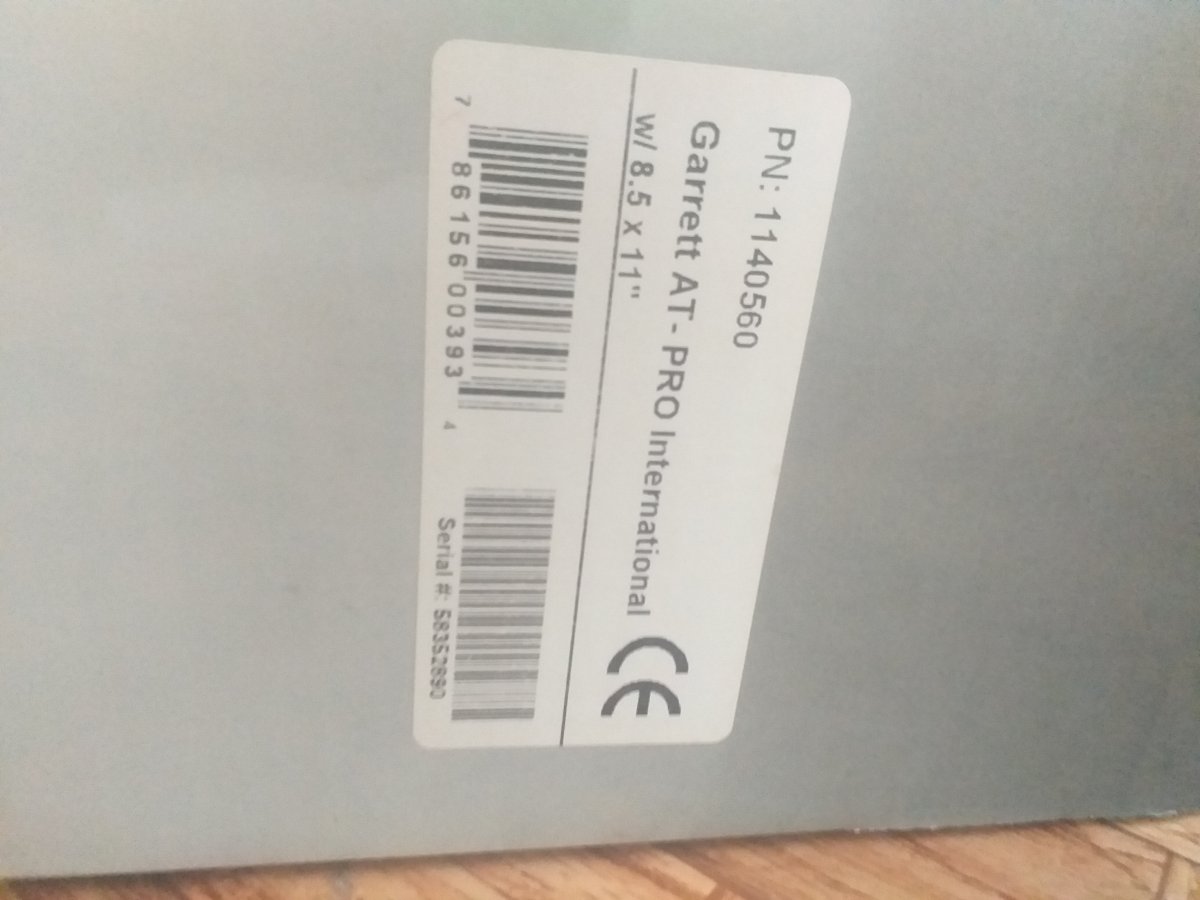 PN: 1140560
Garrett AT- PRO International
w/ 8.5 x 11"
CE
7 86156 00393 4
Serial #: 58352890